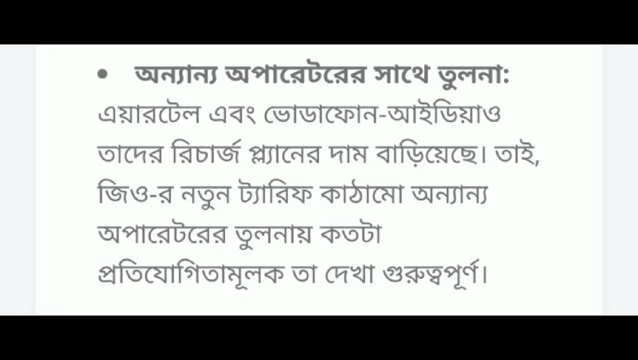 • অন্যান্য অপারেটরের সাথে তুলনা:
এয়ারটেল এবং ভোডাফোন-আইডিয়াও
তাদের রিচার্জ প্ল্যানের দাম বাড়িয়েছে। তাই,
জিও-র নতুন ট্যারিফ কাঠামো অন্যান্য
অপারেটরের তুলনায় কতটা
প্রতিযোগিতামূলক তা দেখা গুরুত্বপূর্ণ।